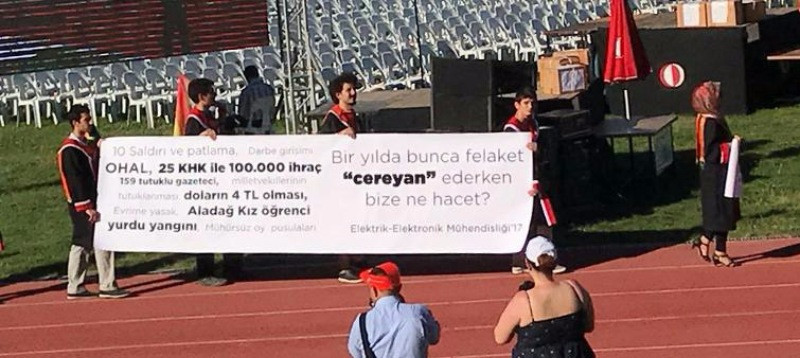 10 Saldırı ve patlama, Darbe girişimi,
OHAL, 25 KHK ile 100.000 ihraç
159 tutuklu gazeteci, milletvekillerinin
tutuklanması, doların 4 TL olması,
Evrime yasak, Aladağ Kız öğrenci
yurdu yangını, Mühürsüz oy pusulaları
Bir yılda bunca felaket
“cereyan” ederken
bize ne hacet?
Elektrik-Elektronik Mühendisliği'17